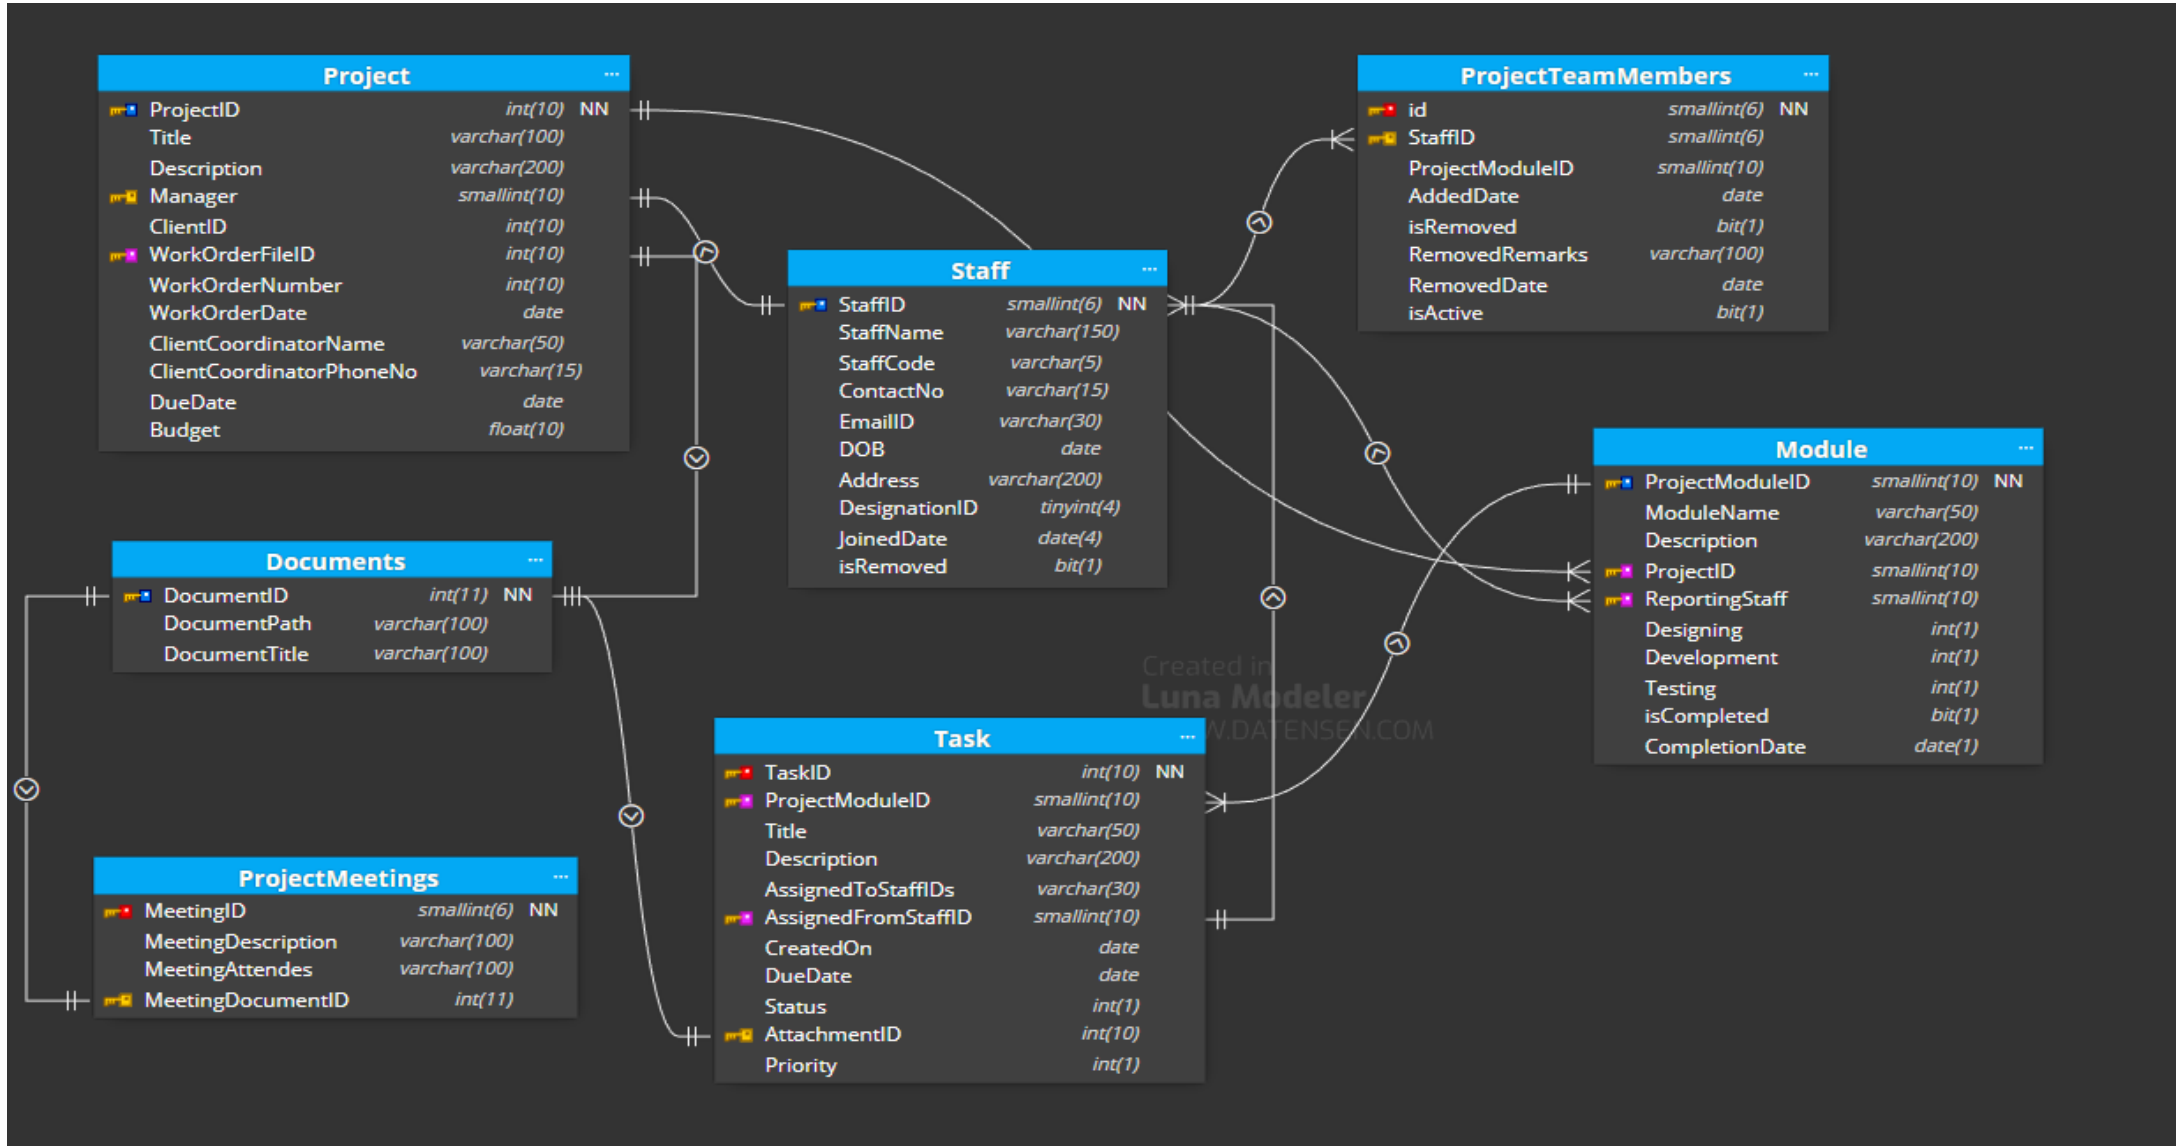 Project ...
ProjectID int(10) NN
Title varchar(100)
Description varchar(200)
Manager smallint(10)
ClientID int(10)
WorkOrderFileID int(10)
WorkOrderNumber int(10)
WorkOrderDate date
ClientCoordinatorName varchar(50)
ClientCoordinatorPhoneNo varchar(15)
DueDate date
Budget float(10)
Staff ...
StaffID smallint(6) NN
StaffName varchar(150)
StaffCode varchar(5)
ContactNo varchar(15)
EmailID varchar(30)
DOB date
Address varchar(200)
DesignationID tinyint(4)
JoinedDate date(4)
isRemoved bit(1)
ProjectTeamMembers ...
id smallint(6) NN
StaffID smallint(6)
ProjectModuleID smallint(10)
AddedDate date
isRemoved bit(1)
RemovedRemarks varchar(100)
RemovedDate date
isActive bit(1)
Module ...
ProjectModuleID smallint(10) NN
ModuleName varchar(50)
Description varchar(200)
ProjectID smallint(10)
ReportingStaff smallint(10)
Designing int(1)
Development int(1)
Testing int(1)
isCompleted bit(1)
CompletionDate date(1)
Documents ...
DocumentID int(11) NN
DocumentPath varchar(100)
DocumentTitle varchar(100)
Created in
Luna Modeler
W.DATENSEN.COM
Task ...
TaskID int(10) NN
ProjectModuleID smallint(10)
Title varchar(50)
Description varchar(200)
AssignedToStaffIDs varchar(30)
AssignedFromStaffID smallint(10)
CreatedOn date
DueDate date
Status int(1)
AttachmentID int(10)
Priority int(1)
ProjectMeetings ...
MeetingID smallint(6) NN
MeetingDescription varchar(100)
MeetingAttendes varchar(100)
MeetingDocumentID int(11)